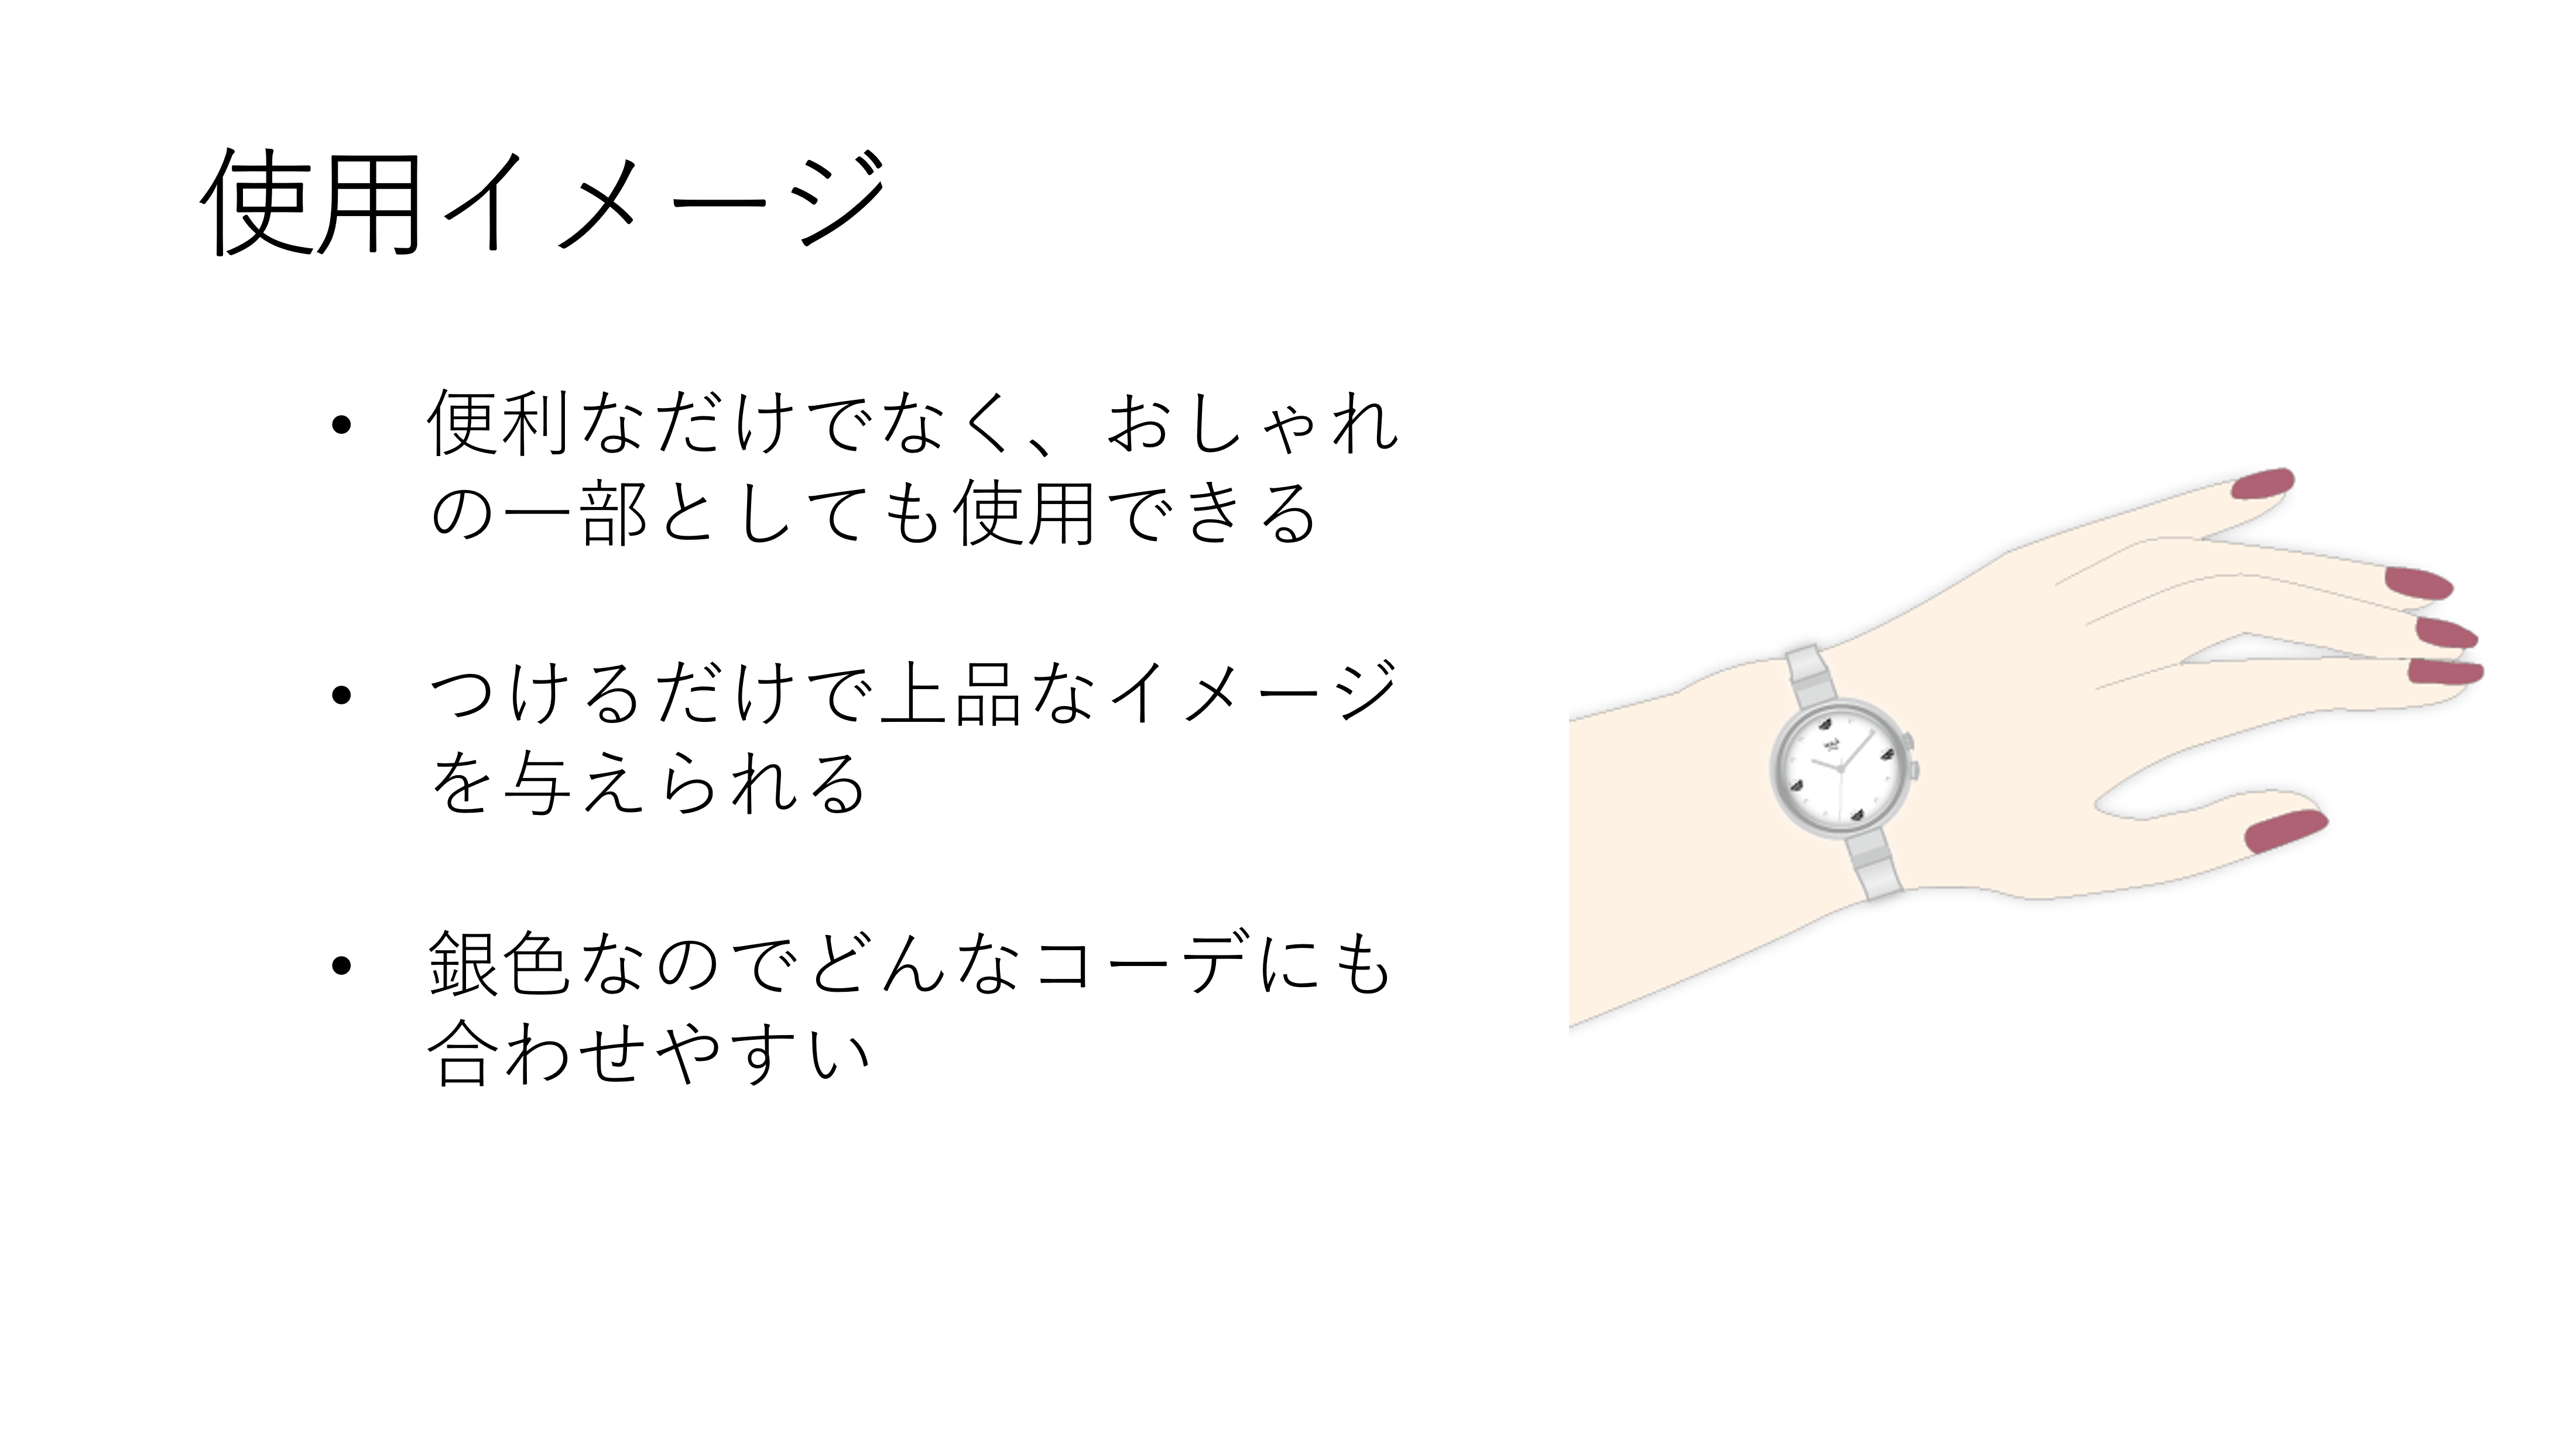 使用イメージ
• 便利なだけでなく、おしゃれ
の一部としても使用できる
• つけるだけで上品なイメージ
を与えられる
• 銀色なのでどんなコーデにも
合わせやすい